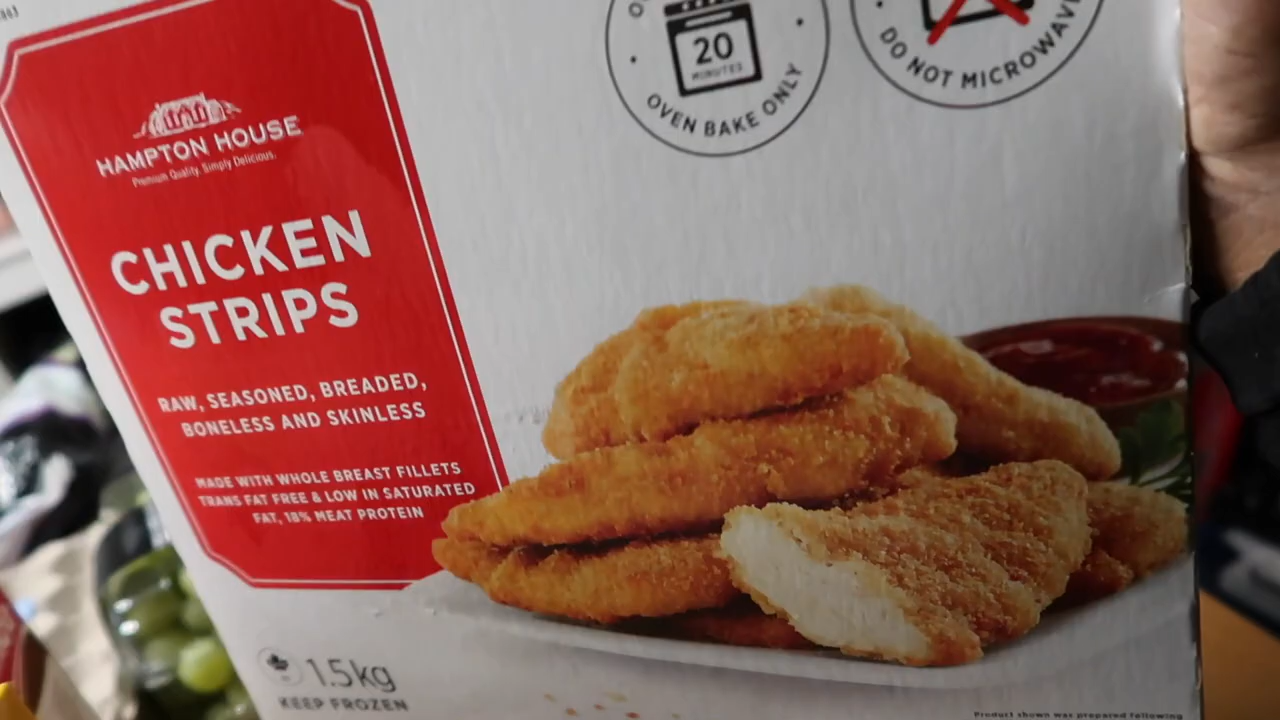 HAMPTON HOUSE
Premium Quality. Simply Delicious.
CHICKEN
STRIPS
RAW, SEASONED, BREADED,
BONELESS AND SKINLESS
MADE WITH WHOLE BREAST FILLETS
TRANS FAT FREE & LOW IN SATURATED
FAT, 18% MEAT PROTEIN
1.5kg
KEEP FROZEN
20
MINUTES
OVEN BAKE ONLY
DO NOT MICROWAVE
Product shown was prepared following